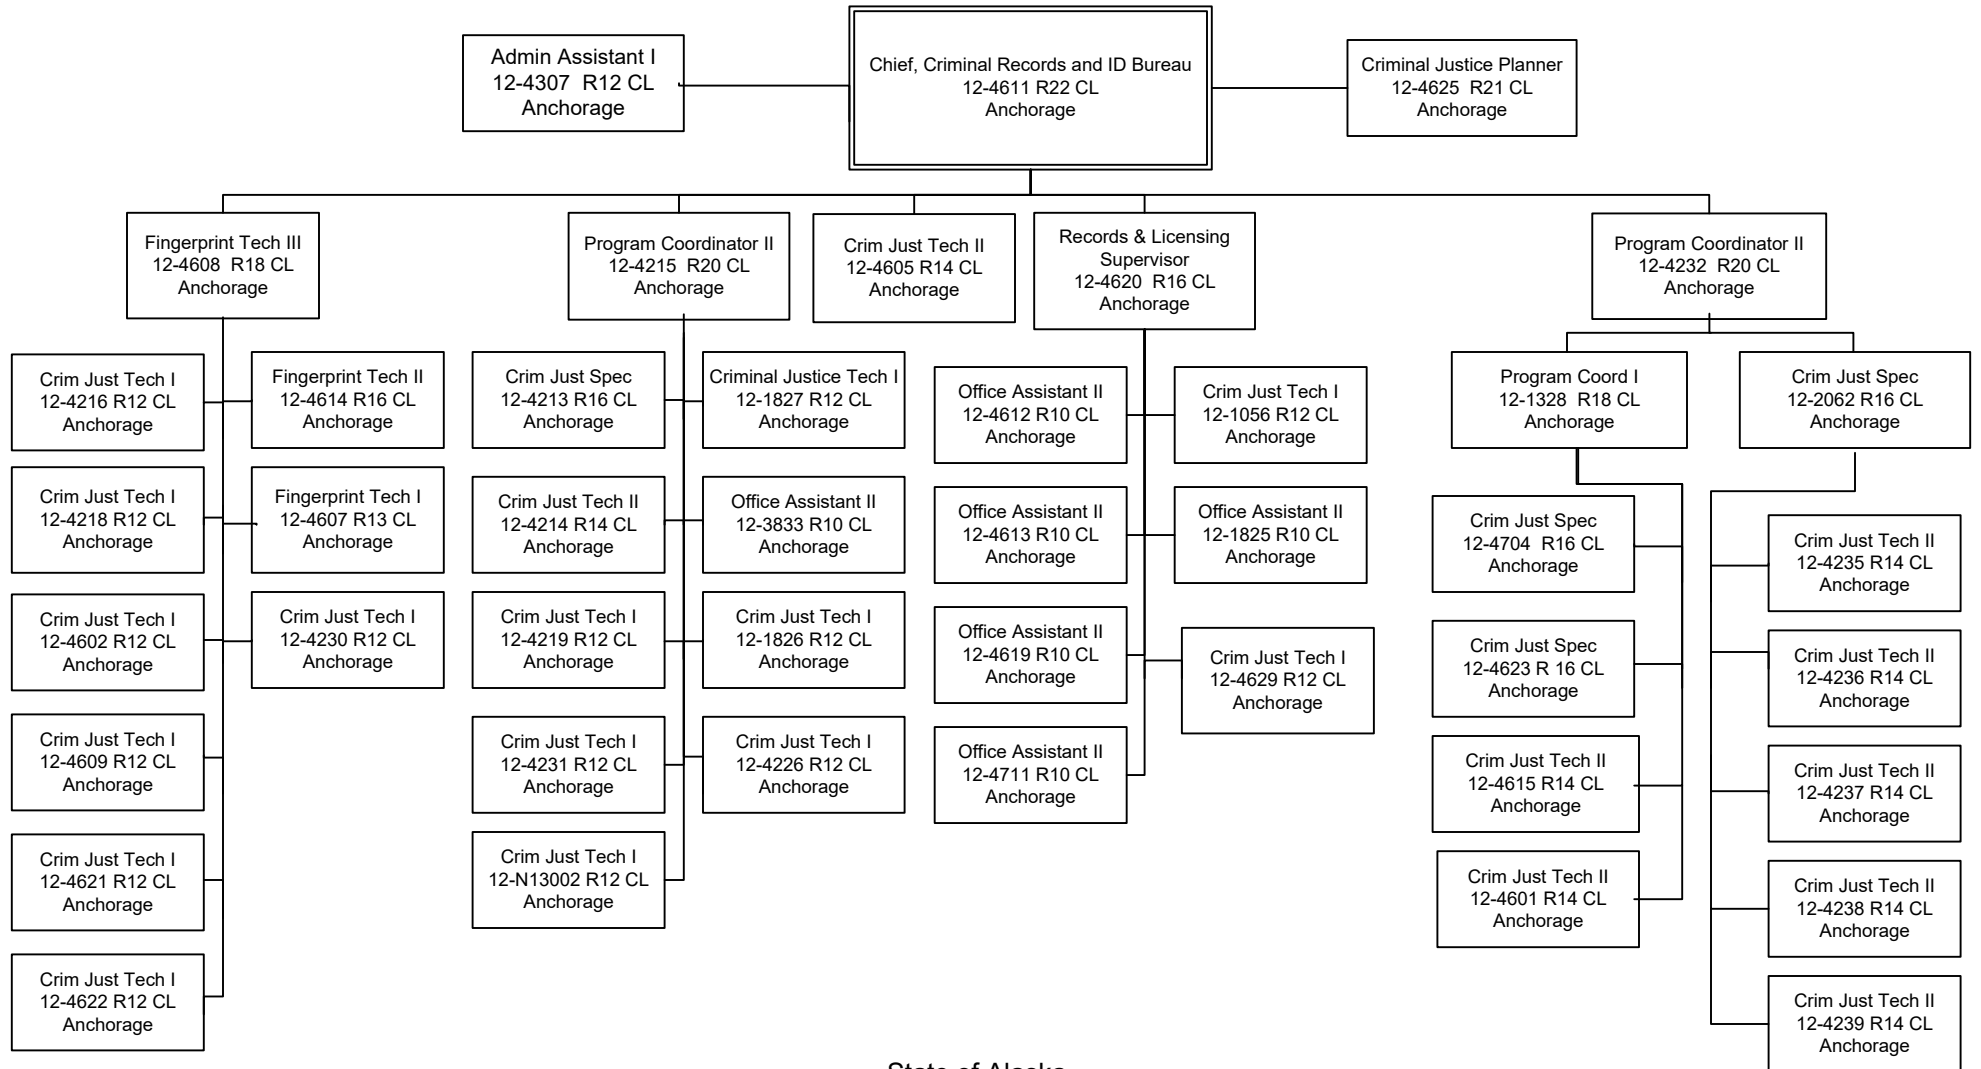 Admin Assistant I
12-4307 R12 CL
Anchorage
Chief, Criminal Records and ID Bureau
12-4611 R22 CL
Anchorage
Criminal Justice Planner
12-4625 R21 CL
Anchorage
Fingerprint Tech III
12-4608 R18 CL
Anchorage
Program Coordinator II
12-4215 R20 CL
Anchorage
Crim Just Tech II
12-4605 R14 CL
Anchorage
Records & Licensing
Supervisor
12-4620 R16 CL
Anchorage
Program Coordinator II
12-4232 R20 CL
Anchorage
Crim Just Tech I
12-4216 R12 CL
Anchorage
Fingerprint Tech II
12-4614 R16 CL
Anchorage
Crim Just Tech I
12-4218 R12 CL
Anchorage
Fingerprint Tech I
12-4607 R13 CL
Anchorage
Crim Just Tech I
12-4602 R12 CL
Anchorage
Crim Just Tech I
12-4230 R12 CL
Anchorage
Crim Just Tech I
12-4609 R12 CL
Anchorage
Crim Just Tech I
12-4621 R12 CL
Anchorage
Crim Just Tech I
12-4622 R12 CL
Anchorage
Crim Just Spec
12-4213 R16 CL
Anchorage
Criminal Justice Tech I
12-1827 R12 CL
Anchorage
Crim Just Tech II
12-4214 R14 CL
Anchorage
Office Assistant II
12-3833 R10 CL
Anchorage
Crim Just Tech I
12-4219 R12 CL
Anchorage
Crim Just Tech I
12-1826 R12 CL
Anchorage
Crim Just Tech I
12-4231 R12 CL
Anchorage
Crim Just Tech I
12-4226 R12 CL
Anchorage
Crim Just Tech I
12-N13002 R12 CL
Anchorage
Office Assistant II
12-4612 R10 CL
Anchorage
Crim Just Tech I
12-1056 R12 CL
Anchorage
Office Assistant II
12-4613 R10 CL
Anchorage
Office Assistant II
12-1825 R10 CL
Anchorage
Office Assistant II
12-4619 R10 CL
Anchorage
Crim Just Tech I
12-4629 R12 CL
Anchorage
Office Assistant II
12-4711 R10 CL
Anchorage
Program Coord I
12-1328 R18 CL
Anchorage
Crim Just Spec
12-2062 R16 CL
Anchorage
Crim Just Spec
12-4704 R16 CL
Anchorage
Crim Just Spec
12-4623 R 16 CL
Anchorage
Crim Just Tech II
12-4615 R14 CL
Anchorage
Crim Just Tech II
12-4601 R14 CL
Anchorage
Crim Just Tech II
12-4235 R14 CL
Anchorage
Crim Just Tech II
12-4236 R14 CL
Anchorage
Crim Just Tech II
12-4237 R14 CL
Anchorage
Crim Just Tech II
12-4238 R14 CL
Anchorage
Crim Just Tech II
12-4239 R14 CL
Anchorage
State of Alaska